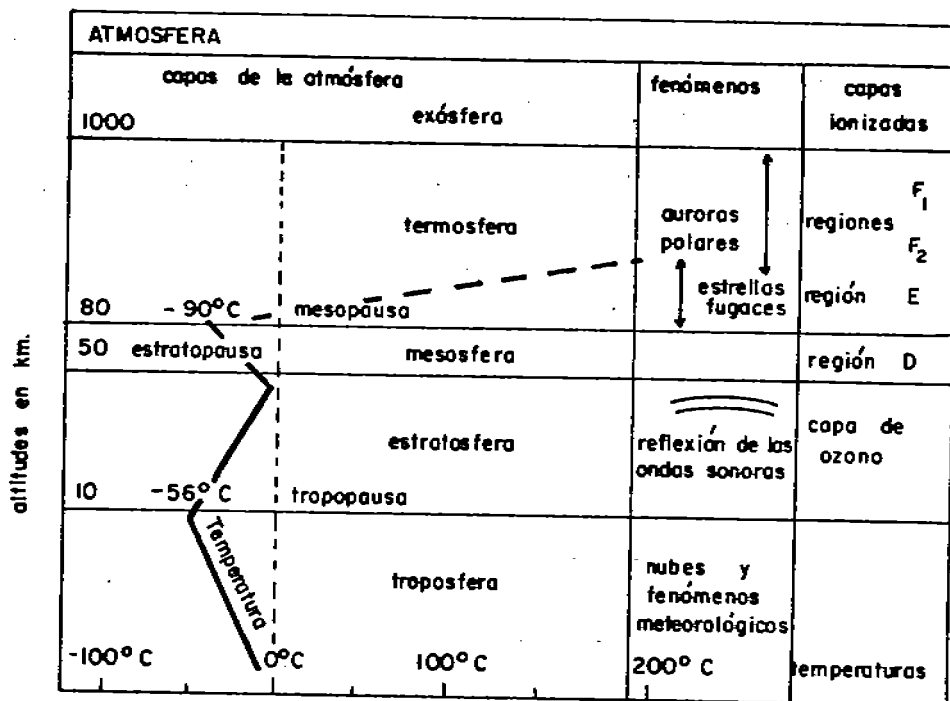 ATMOSFERA
capas de la atmósfera
fenómenos
capas
ionizadas
1000
exósfera
termosfera
auroras
polares
regiones
F1
F2
80
-90°C
mesopausa
estrellas
fugaces
región E
50
estratopausa
mesosfera
región D
estratosfera
reflexión de las
ondas sonoras
capa de
ozono
10
-56°C
tropopausa
Temperatura
troposfera
nubes y
fenómenos
meteorológicos
-100°C
0°C
100°C
200°C
temperaturas
altitudes en km.